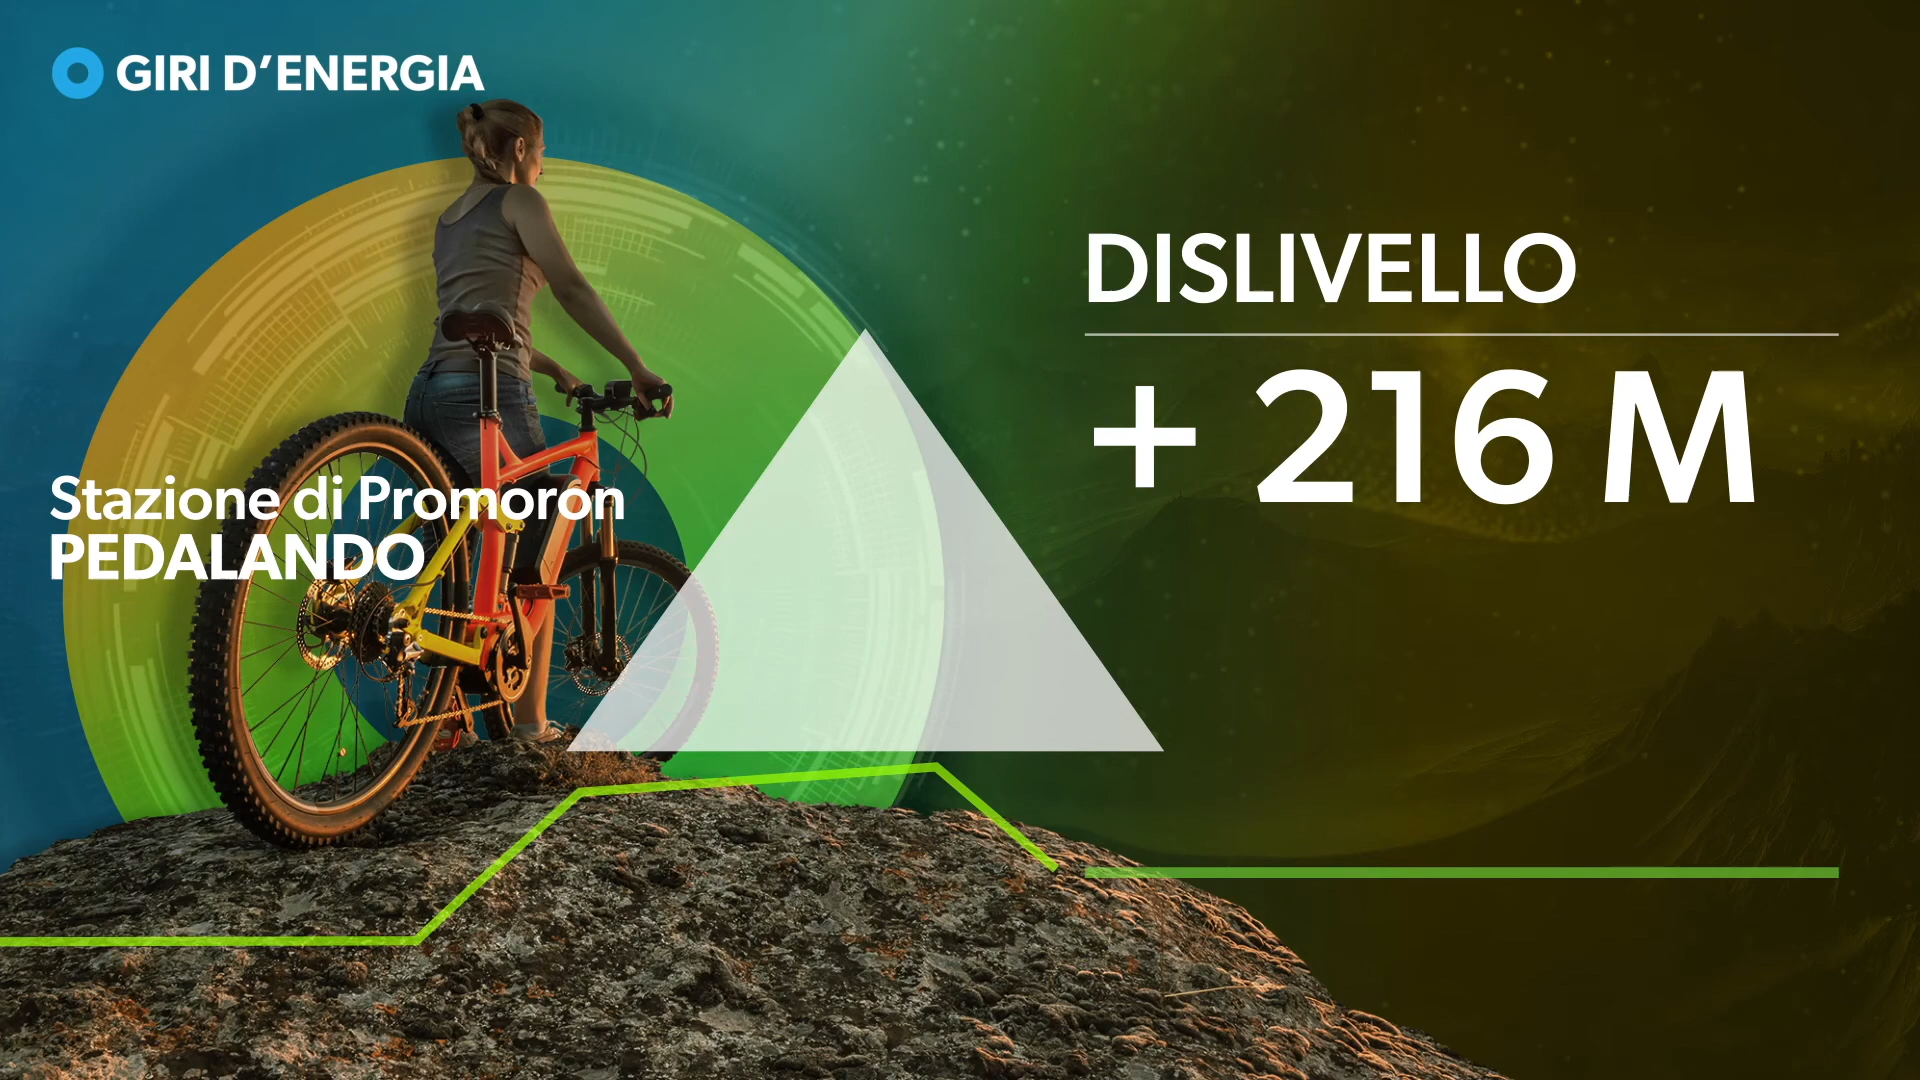 GIRI D’ENERGIA
Stazione di Promoron
PEDALANDO
DISLIVELLO
+ 216 M